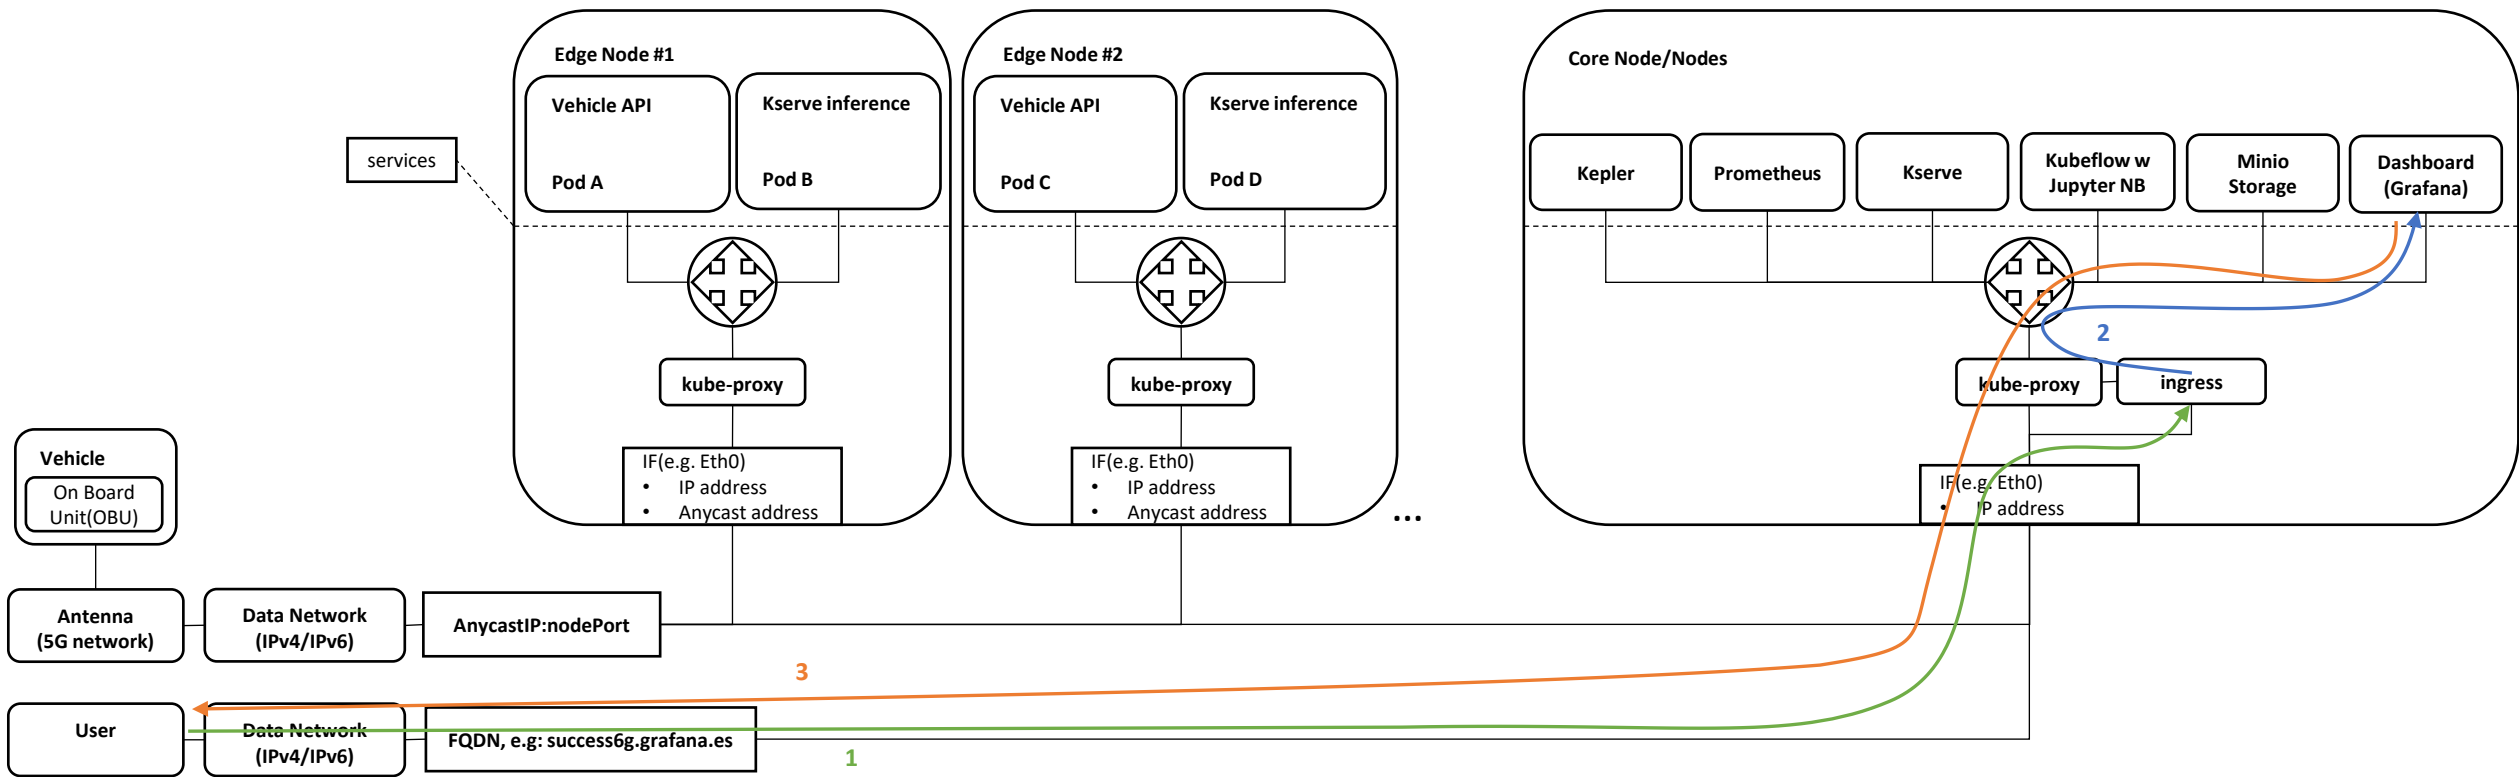 Edge Node #1
Vehicle API
Pod A
Kserve inference
Pod B
kube-proxy
IF(e.g. Eth0)
• IP address
• Anycast address
services
Edge Node #2
Vehicle API
Pod C
Kserve inference
Pod D
kube-proxy
IF(e.g. Eth0)
• IP address
• Anycast address
...
Core Node/Nodes
Kepler
Prometheus
Kserve
Kubeflow w
Jupyter NB
Minio
Storage
Dashboard
(Grafana)
2
kube-proxy
ingress
IF(e.g. Eth0)
• IP address
Vehicle
On Board
Unit(OBU)
Antenna
(5G network)
Data Network
(IPv4/IPv6)
AnycastIP:nodePort
3
User
Data Network
(IPv4/IPv6)
FQDN, e.g: success6g.grafana.es
1